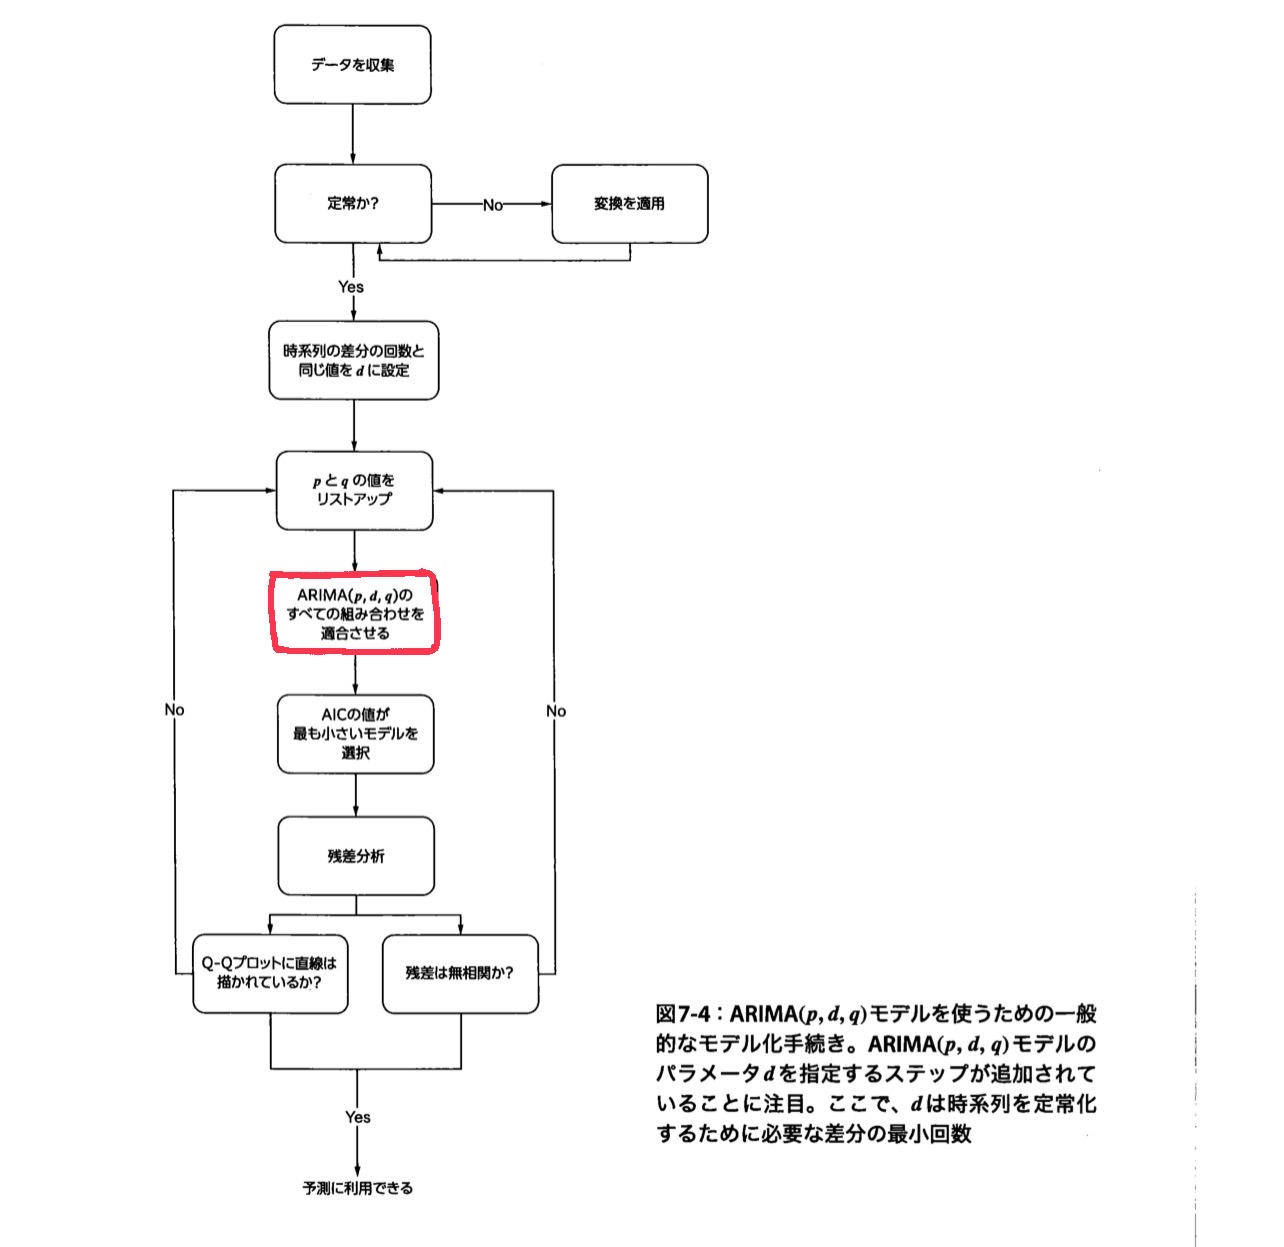 データを収集
定常か?
No
変換を適用
Yes
時系列の差分の回数と
同じ値を d に設定
p と q の値を
リストアップ
ARIMA(p, d, q)の
すべての組み合わせを
適合させる
AICの値が
最も小さいモデルを
選択
No
No
残差分析
Q-Qプロットに直線は
描かれているか?
残差は無相関か?
Yes
予測に利用できる
図7-4:ARIMA(p, d, q)モデルを使うための一般
的なモデル化手続き。ARIMA(p, d, q)モデルの
パラメータdを指定するステップが追加されて
いることに注目。ここで、dは時系列を定常化
するために必要な差分の最小回数